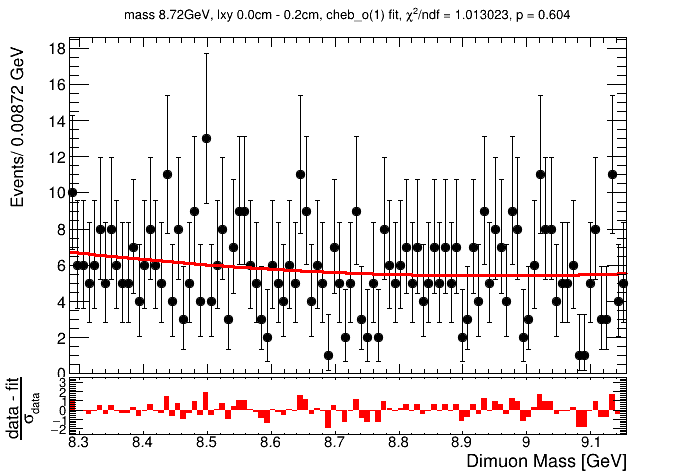 mass 8.72GeV, lxy 0.0cm - 0.2cm, cheb_o(1) fit, χ²/ndf = 1.013023, p = 0.604
Events/ 0.00872 GeV
18
16
14
12
10
8
6
4
2
0
data - fit
σdata
3
2
1
0
−1
−2
8.3 8.4 8.5 8.6 8.7 8.8 8.9 9 9.1
Dimuon Mass [GeV]